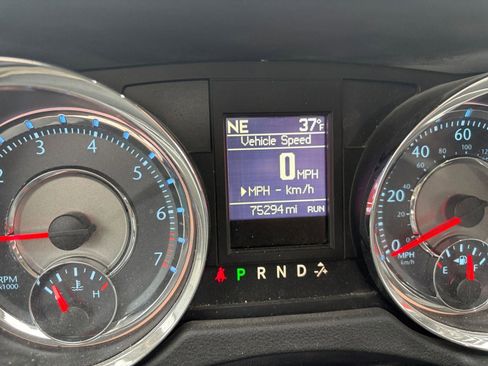 NE 37°F
Vehicle Speed
0 MPH
▸MPH - km/h
75294 mi RUN
P R N D
2 3 4 5 6 7
RPM
x1000
H
0 20 40 60
MPH
km/h
E F